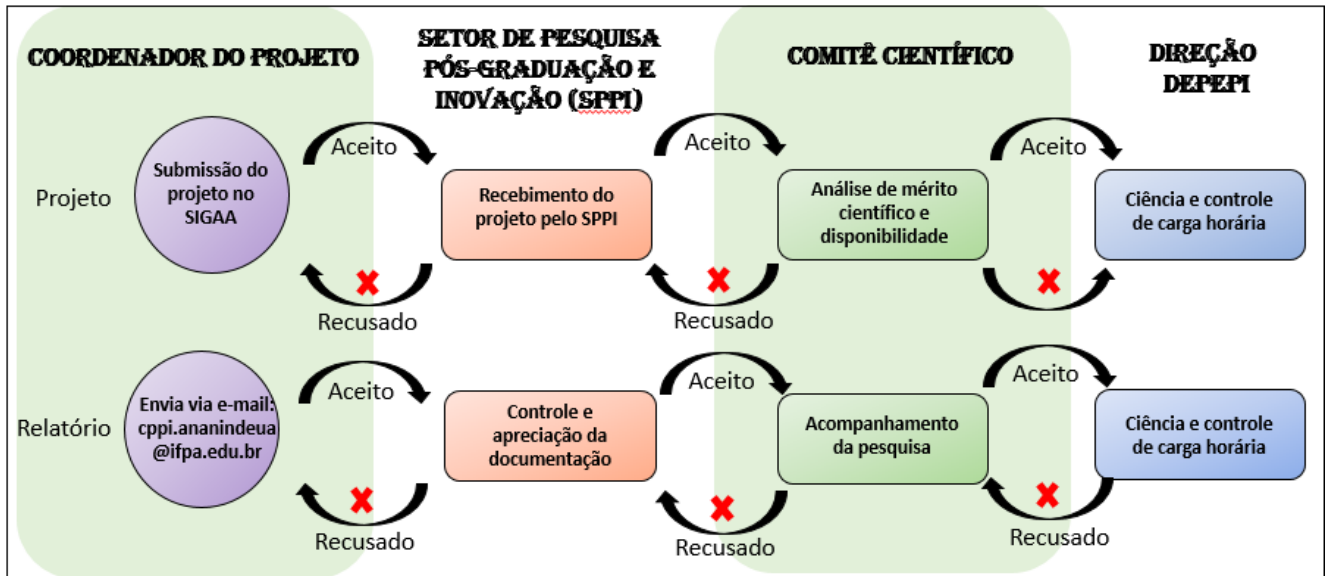 COORDENADOR DO PROJETO
SETOR DE PESQUISA
PÓS-GRADUAÇÃO E
INOVAÇÃO (SPPI)
COMITÊ CIENTÍFICO
DIREÇÃO
DEPEPI
Projeto
Submissão do
projeto no
SIGAA
Aceito
Recusado
Recebimento do
projeto pelo SPPI
Aceito
Recusado
Análise de mérito
científico e
disponibilidade
Aceito
Recusado
Ciência e controle
de carga horária
Relatório
Envia via e-mail:
cppi.ananindeua
@ifpa.edu.br
Aceito
Recusado
Controle e
apreciação da
documentação
Aceito
Recusado
Acompanhamento
da pesquisa
Aceito
Recusado
Ciência e controle
de carga horária